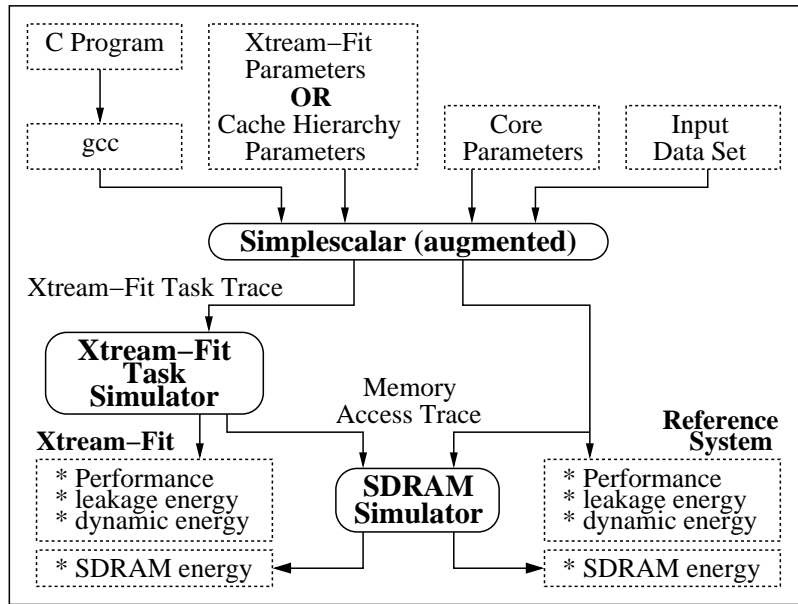 C Program
gcc
Xtream−Fit
Parameters
OR
Cache Hierarchy
Parameters
Core
Parameters
Input
Data Set
Simplescalar (augmented)
Xtream−Fit Task Trace
Xtream−Fit
Task
Simulator
Memory
Access Trace
Xtream−Fit
* Performance
* leakage energy
* dynamic energy
* SDRAM energy
SDRAM
Simulator
Reference
System
* Performance
* leakage energy
* dynamic energy
* SDRAM energy